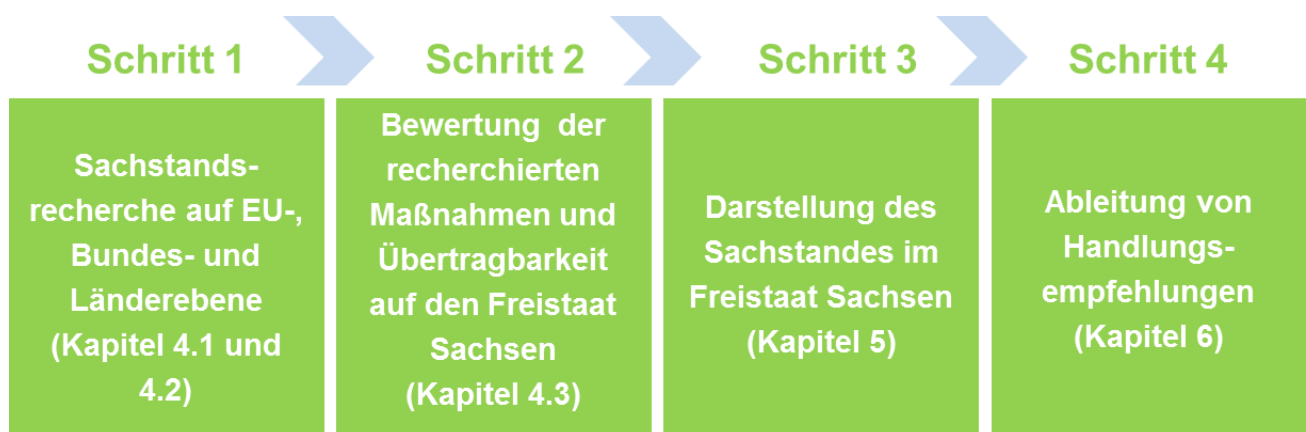 Schritt 1
Schritt 2
Schritt 3
Schritt 4
Sachstands-
recherche auf EU-,
Bundes- und
Länderebene
(Kapitel 4.1 und
4.2)
Bewertung der
recherchierten
Maßnahmen und
Übertragbarkeit
auf den Freistaat
Sachsen
(Kapitel 4.3)
Darstellung des
Sachstandes im
Freistaat Sachsen
(Kapitel 5)
Ableitung von
Handlungs-
empfehlungen
(Kapitel 6)